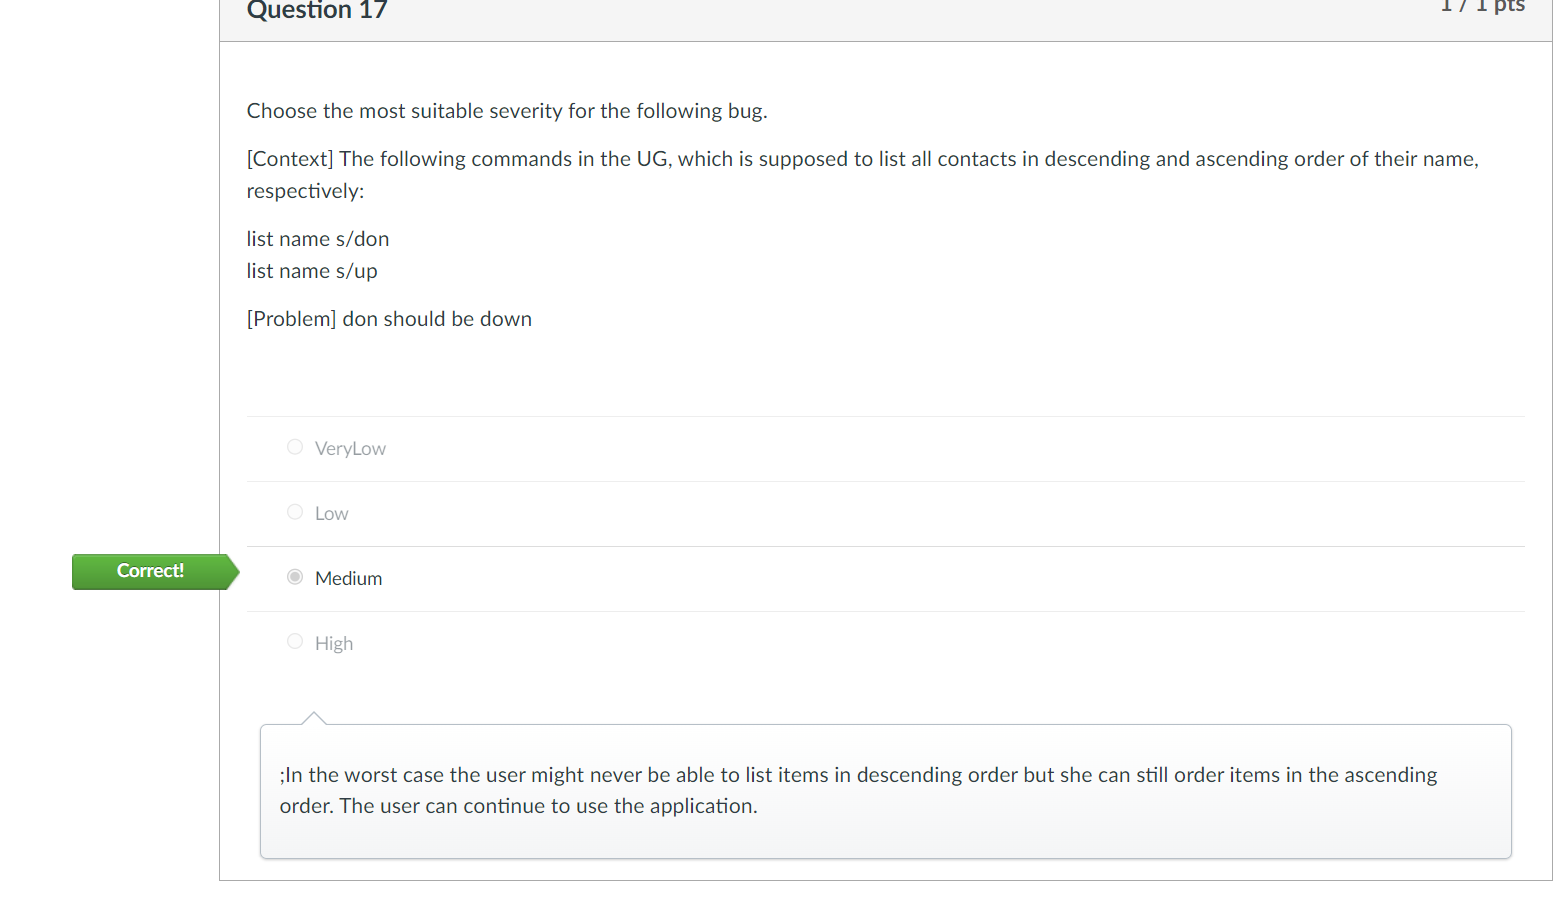 Question 17
1 / 1 pts
Choose the most suitable severity for the following bug.
[Context] The following commands in the UG, which is supposed to list all contacts in descending and ascending order of their name,
respectively:
list name s/don
list name s/up
[Problem] don should be down
VeryLow
Low
Correct!
Medium
High
;In the worst case the user might never be able to list items in descending order but she can still order items in the ascending
order. The user can continue to use the application.